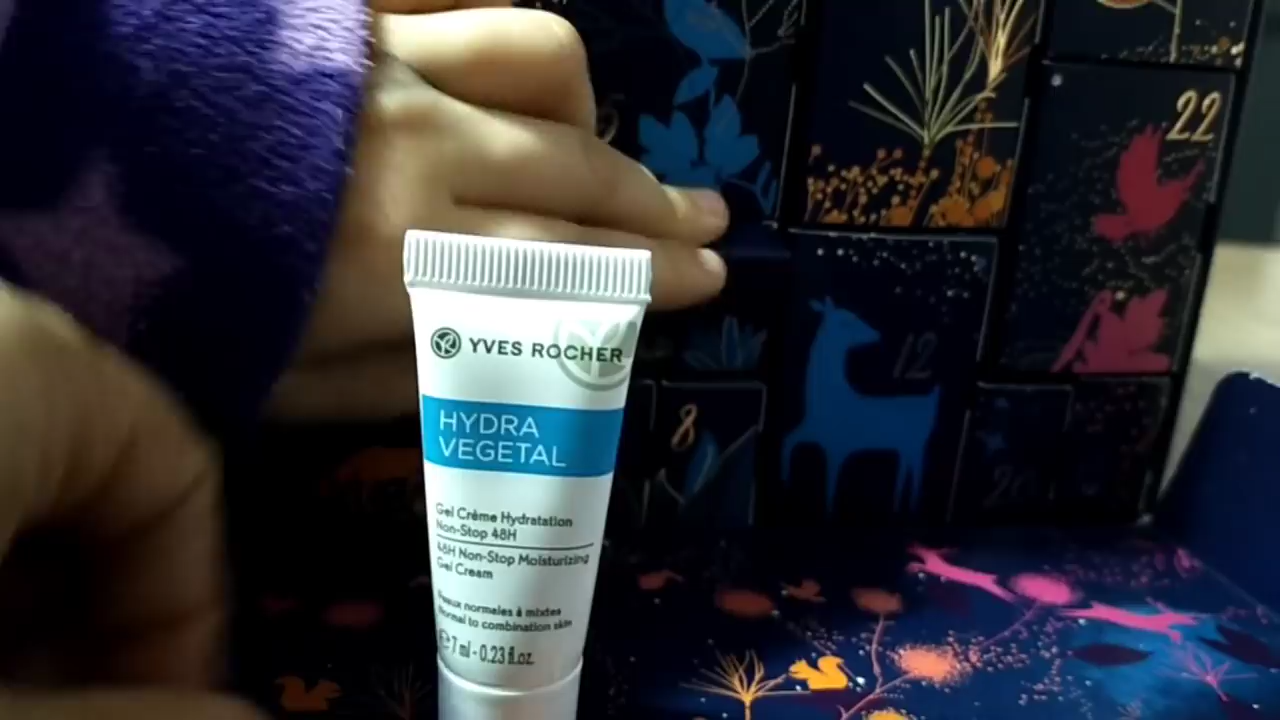 YVES ROCHER
HYDRA
VEGETAL
Gel Crème Hydratation
Non-Stop 48H
48H Non-Stop Moisturizing
Gel Cream
Peaux normales à mixtes
Normal to combination skin
e 7 ml - 0.23 fl.oz.
22
12
8
20